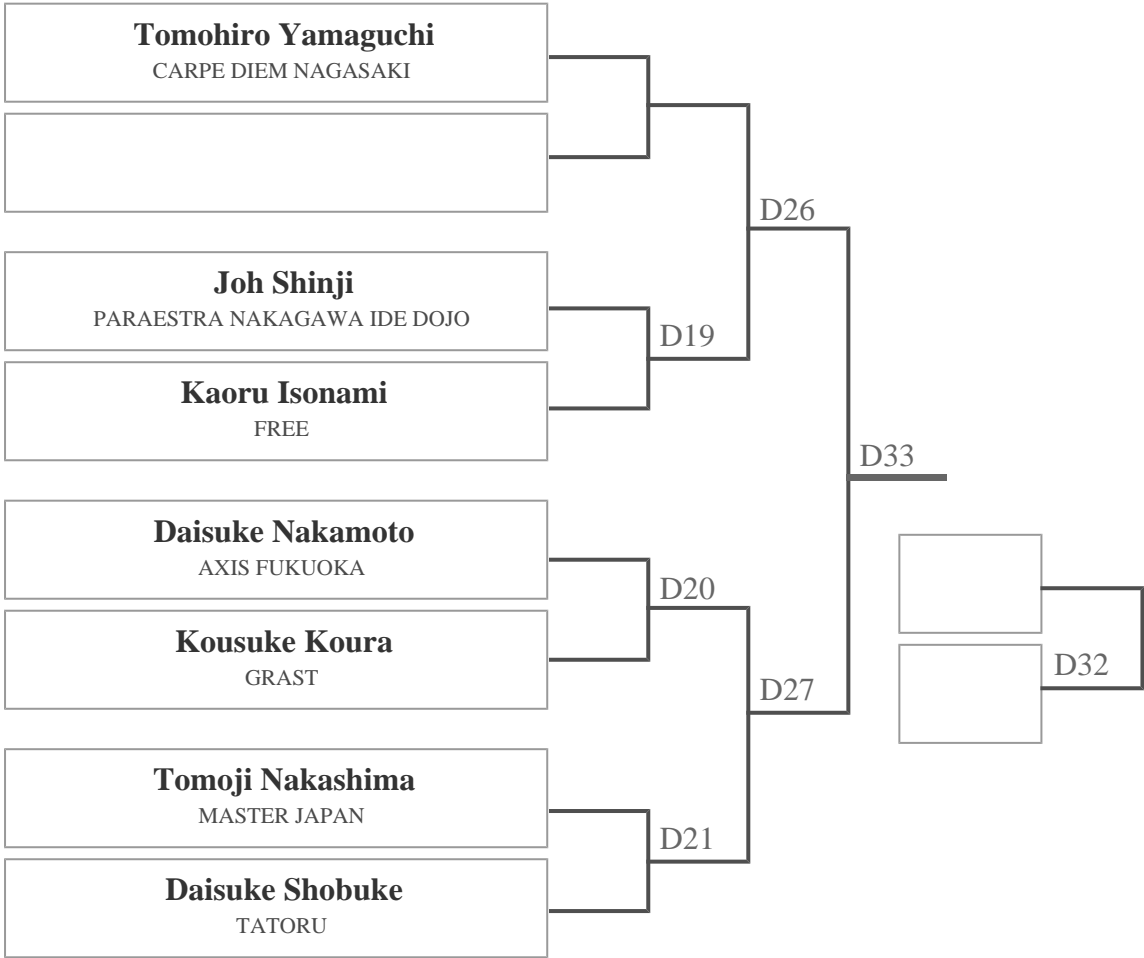 Tomohiro Yamaguchi
CARPE DIEM NAGASAKI
D26
Joh Shinji
PARAESTRA NAKAGAWA IDE DOJO
D19
Kaoru Isonami
FREE
D33
Daisuke Nakamoto
AXIS FUKUOKA
D20
Kousuke Koura
GRAST
D27
D32
Tomoji Nakashima
MASTER JAPAN
D21
Daisuke Shobuke
TATORU